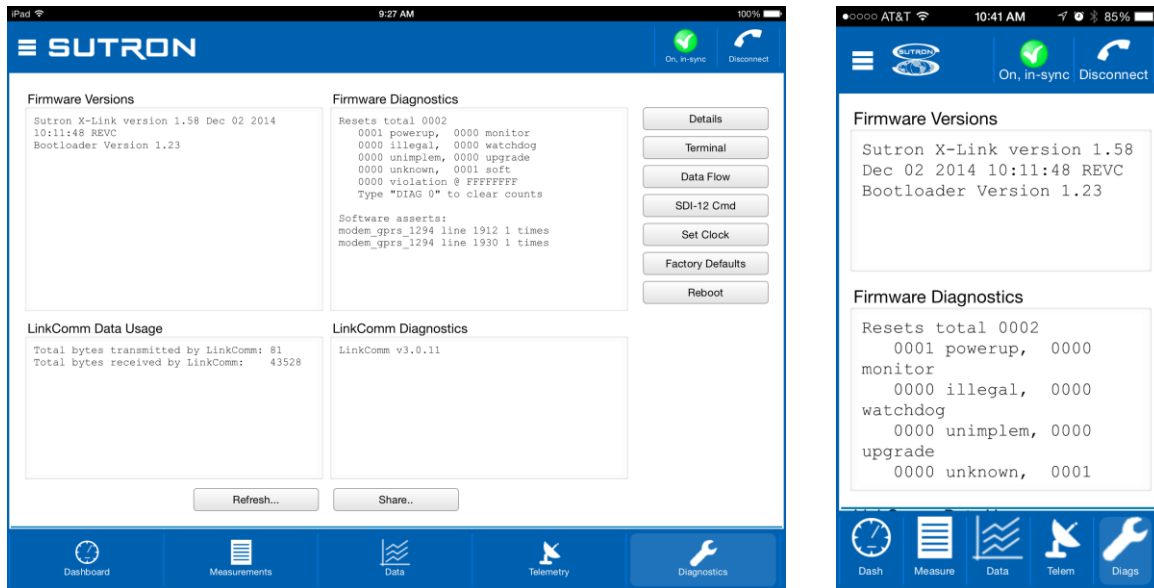 iPad 9:27 AM 100%
SUTRON
On, in-sync Disconnect
Firmware Versions
Sutron X-Link version 1.58 Dec 02 2014
10:11:48 REVC
Bootloader Version 1.23
Firmware Diagnostics
Resets total 0002
0001 powerup, 0000 monitor
0000 illegal, 0000 watchdog
0000 unimplem, 0000 upgrade
0000 unknown, 0001 soft
0000 violation @ FFFFFFFF
Type "DIAG 0" to clear counts
Software asserts:
modem_gprs_1294 line 1912 1 times
modem_gprs_1294 line 1930 1 times
Details
Terminal
Data Flow
SDI-12 Cmd
Set Clock
Factory Defaults
Reboot
LinkComm Data Usage
Total bytes transmitted by LinkComm: 81
Total bytes received by LinkComm: 43528
LinkComm Diagnostics
LinkComm v3.0.11
Refresh...
Share..
Dashboard
Measurements
Data
Telemetry
Diagnostics
AT&T 10:41 AM 85%
SUTRON
On, in-sync Disconnect
Firmware Versions
Sutron X-Link version 1.58
Dec 02 2014 10:11:48 REVC
Bootloader Version 1.23
Firmware Diagnostics
Resets total 0002
0001 powerup, 0000
monitor
0000 illegal, 0000
watchdog
0000 unimplem, 0000
upgrade
0000 unknown, 0001
Dash
Measure
Data
Telem
Diags